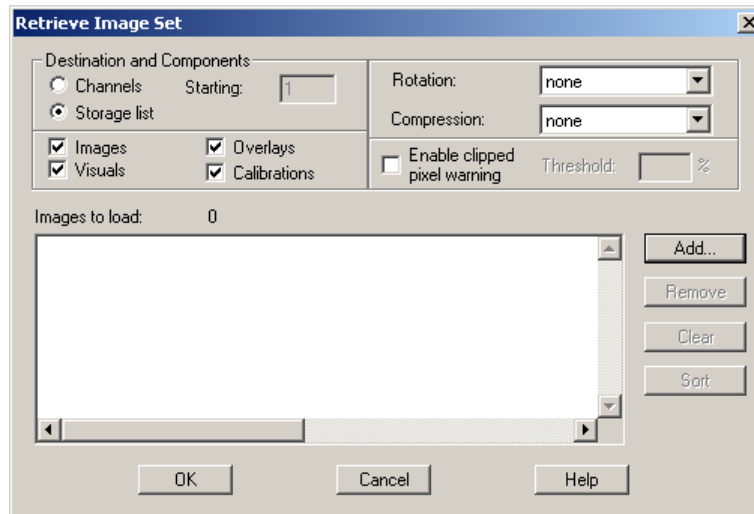 Retrieve Image Set
Destination and Components
Channels Starting: 1
Storage list
Images Overlays
Visuals Calibrations
Rotation: none
Compression: none
Enable clipped
pixel warning
Threshold: %
Images to load: 0
Add...
Remove
Clear
Sort
OK Cancel Help